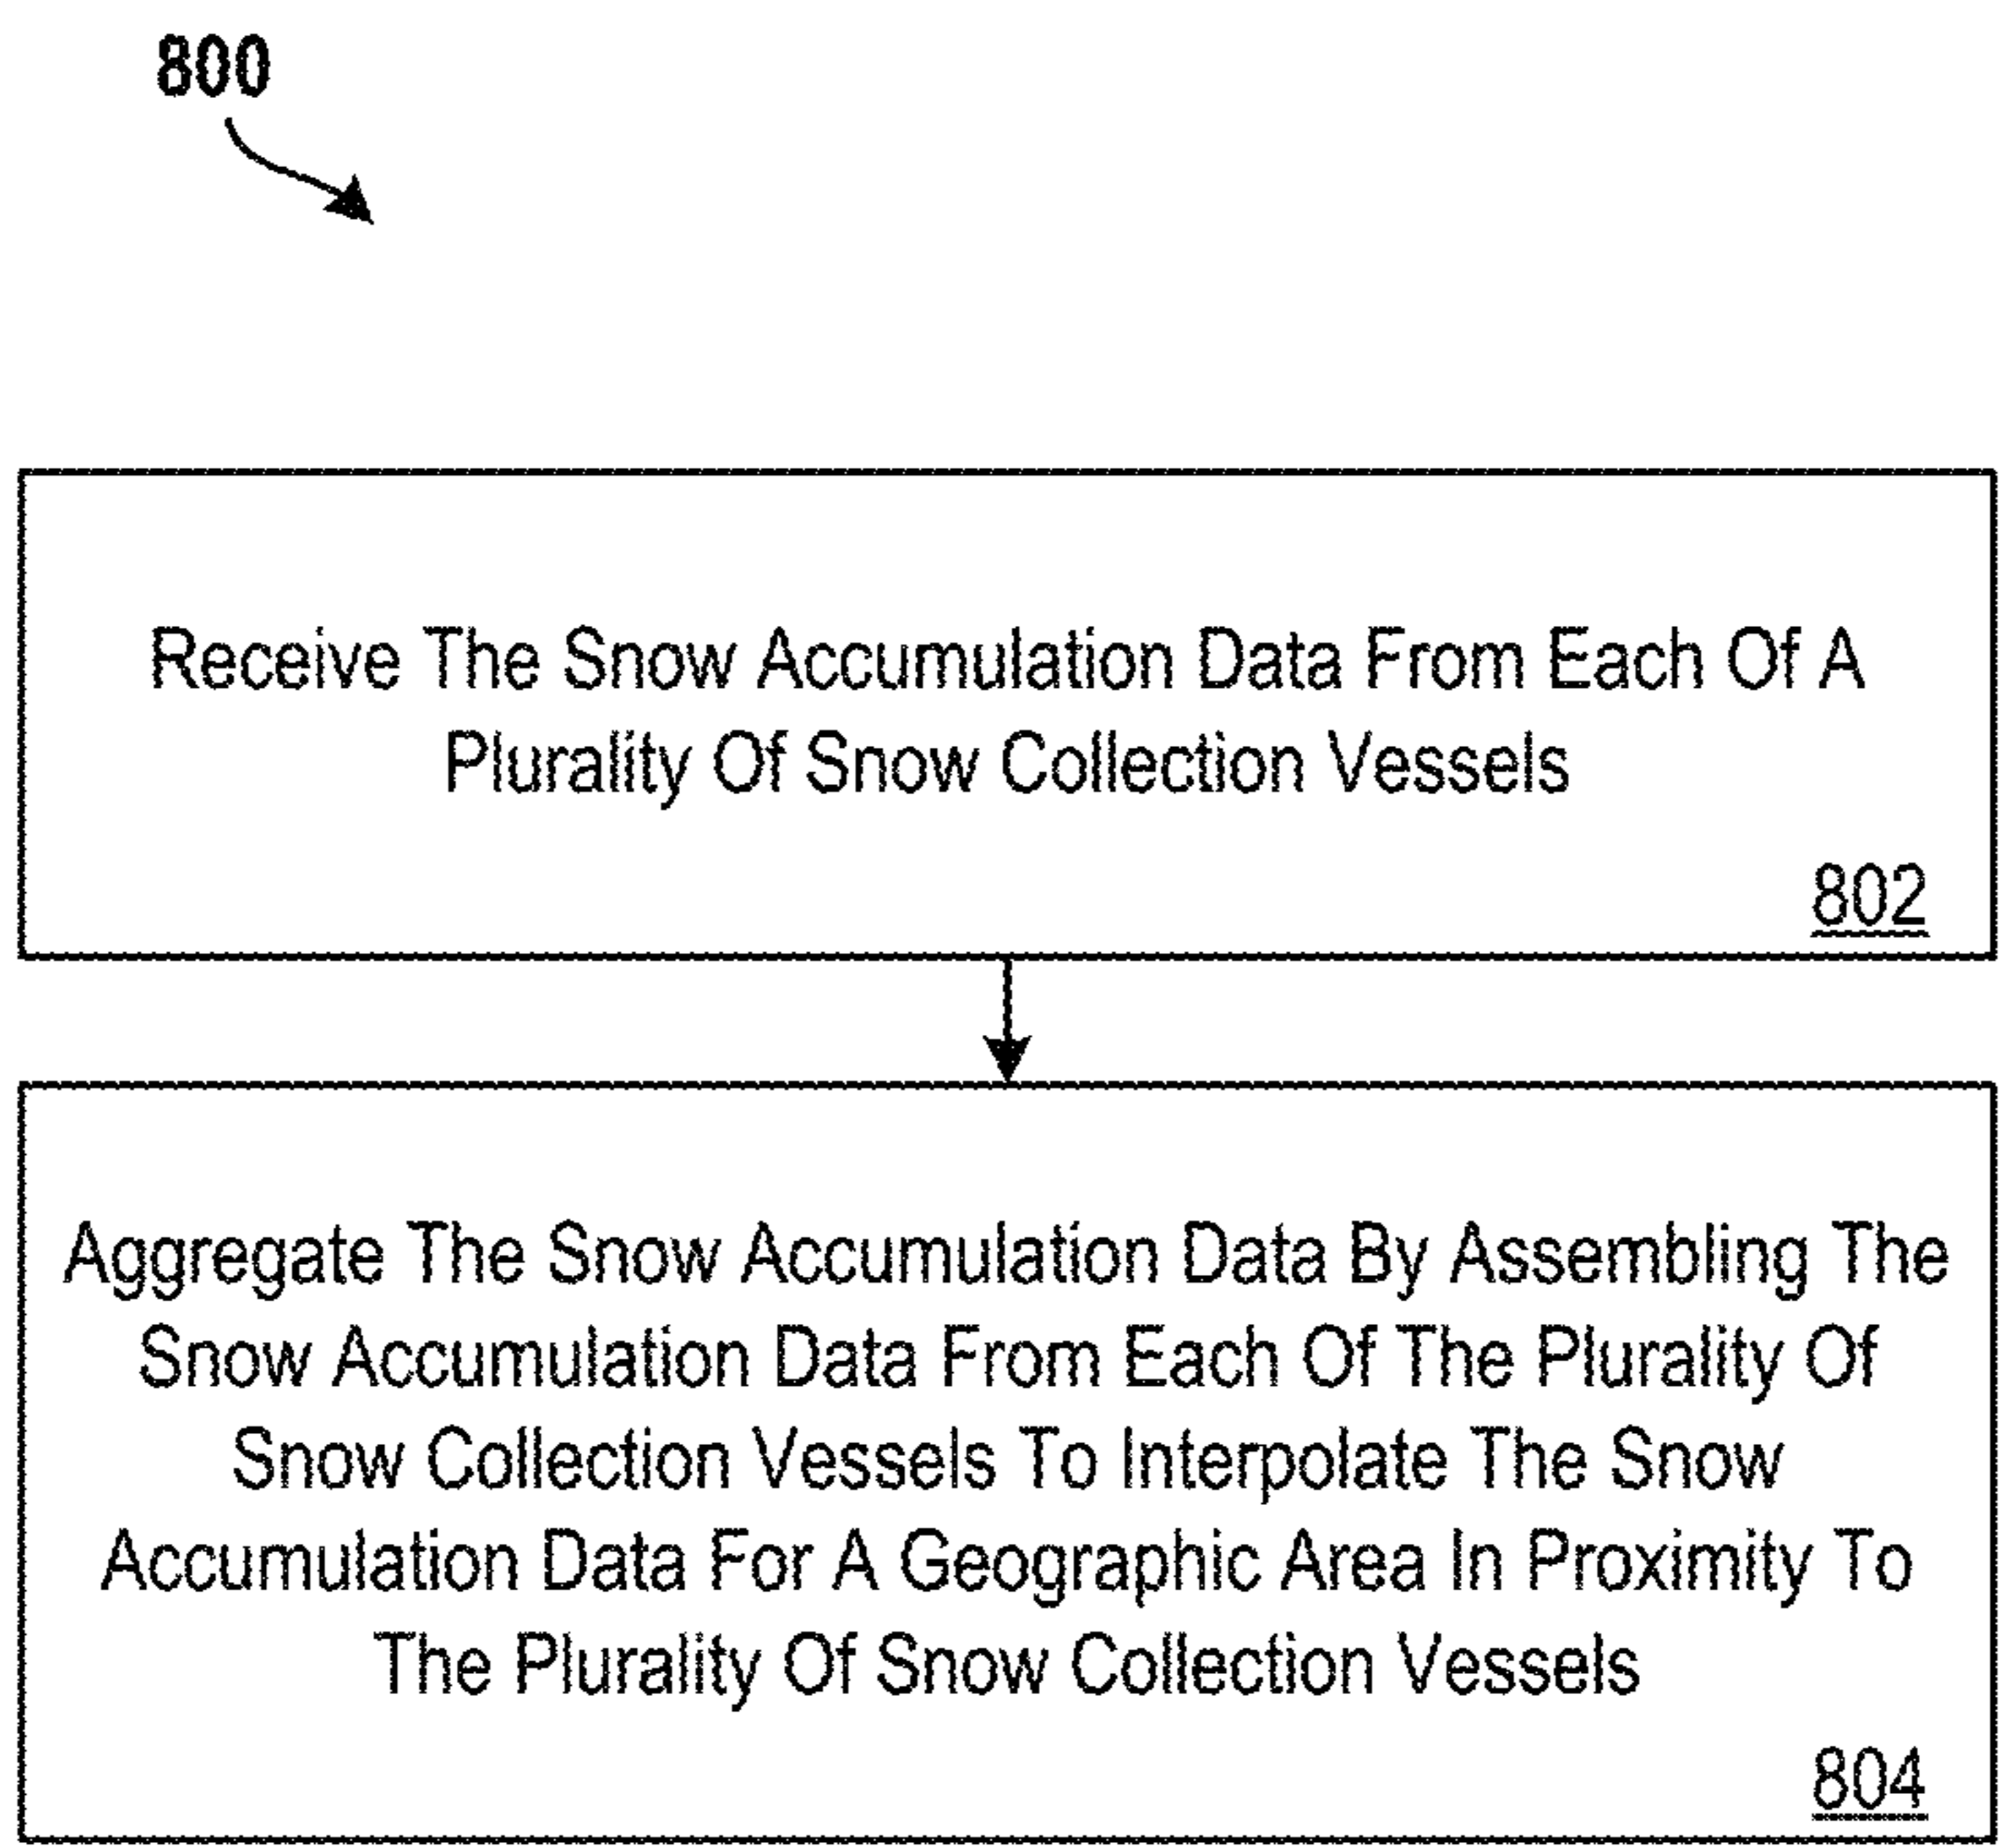 800
Receive The Snow Accumulation Data From Each Of A
Plurality Of Snow Collection Vessels
802
Aggregate The Snow Accumulation Data By Assembling The
Snow Accumulation Data From Each Of The Plurality Of
Snow Collection Vessels To Interpolate The Snow
Accumulation Data For A Geographic Area In Proximity To
The Plurality Of Snow Collection Vessels
804